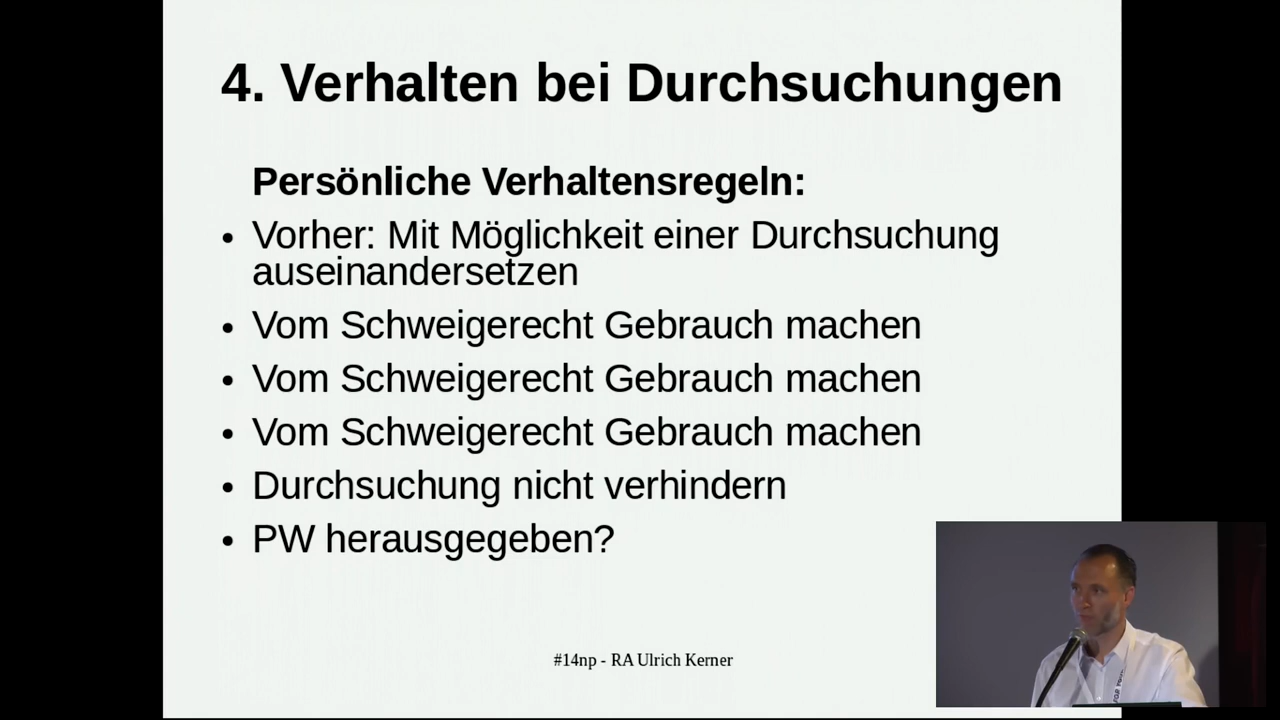 4. Verhalten bei Durchsuchungen
Persönliche Verhaltensregeln:
• Vorher: Mit Möglichkeit einer Durchsuchung
auseinandersetzen
• Vom Schweigerecht Gebrauch machen
• Vom Schweigerecht Gebrauch machen
• Vom Schweigerecht Gebrauch machen
• Durchsuchung nicht verhindern
• PW herausgegeben?
#14np - RA Ulrich Kerner